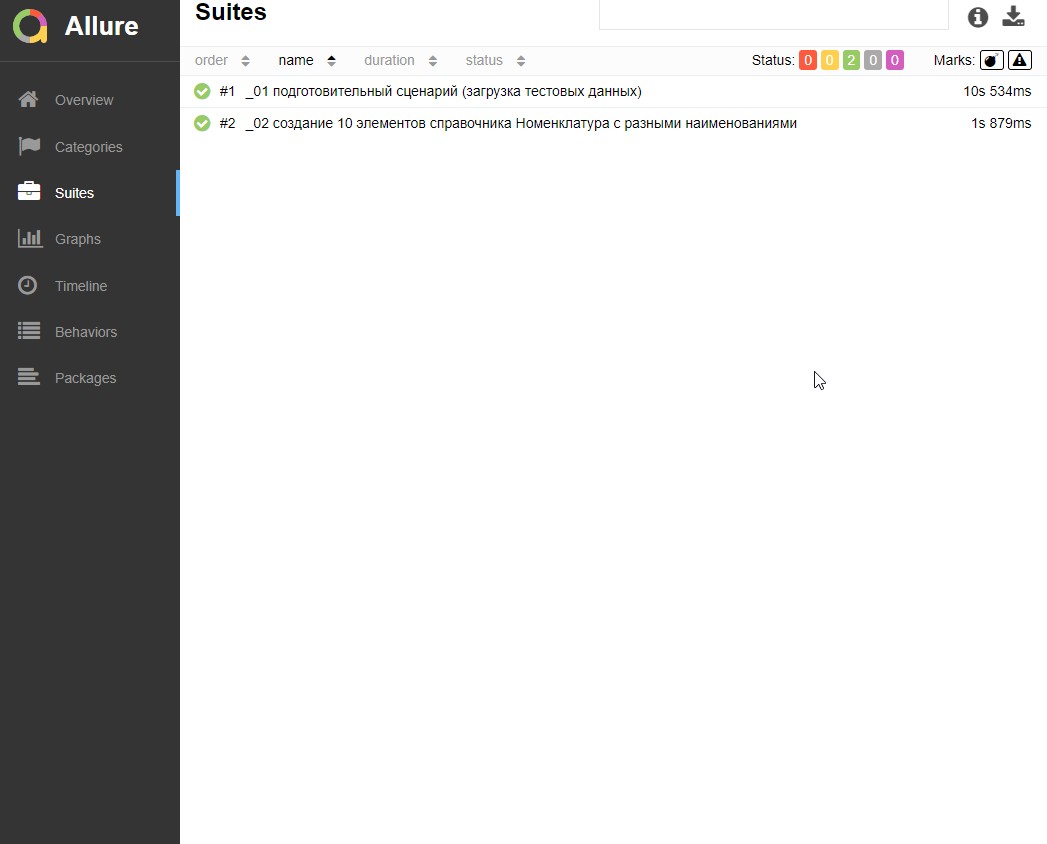 Allure
Overview
Categories
Suites
Graphs
Timeline
Behaviors
Packages
Suites
order name duration status Status: 0 0 2 0 0 Marks:
#1 _01 подготовительный сценарий (загрузка тестовых данных) 10s 534ms
#2 _02 создание 10 элементов справочника Номенклатура с разными наименованиями 1s 879ms